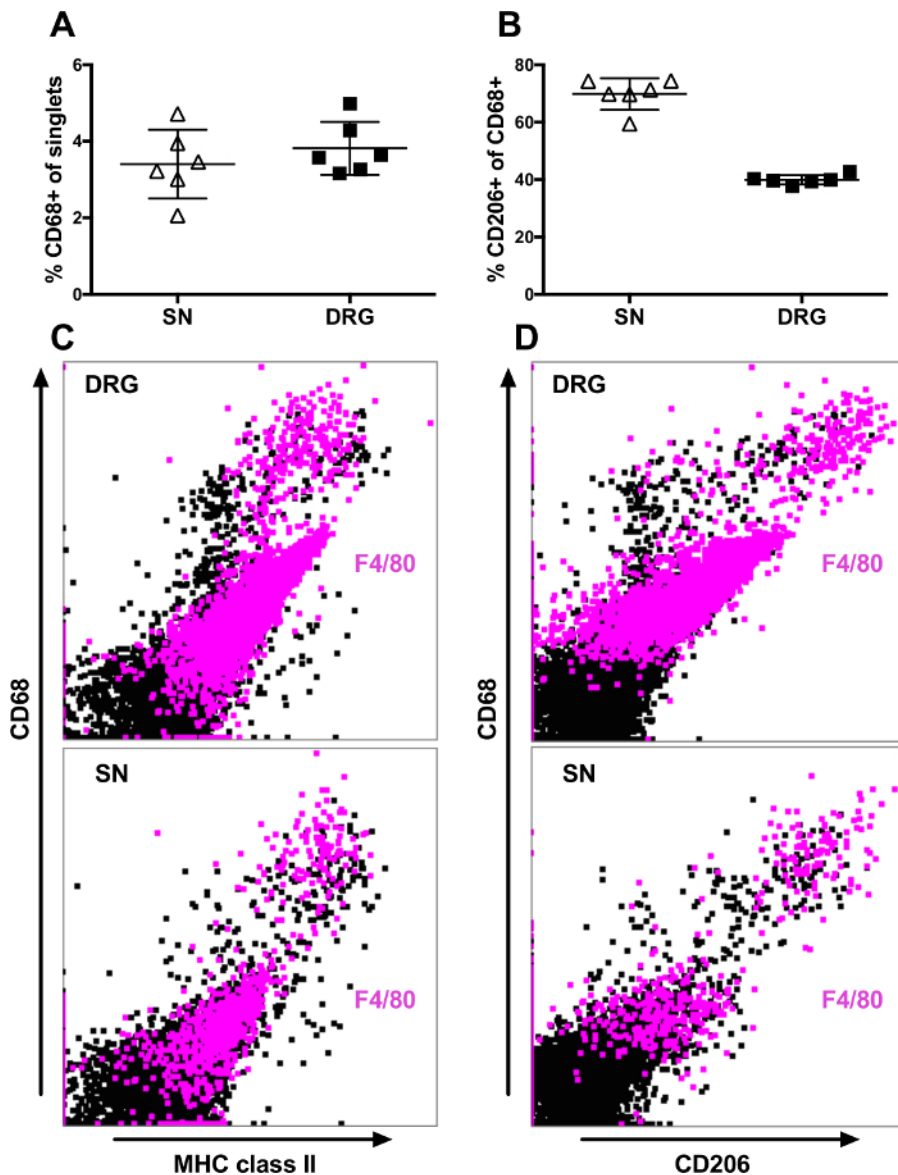 A
% CD68+ of singlets
6
4
2
0
SN DRG
B
% CD206+ of CD68+
80
60
40
20
0
SN DRG
C
DRG
F4/80
CD68
SN
F4/80
MHC class II
D
DRG
F4/80
CD68
SN
F4/80
CD206